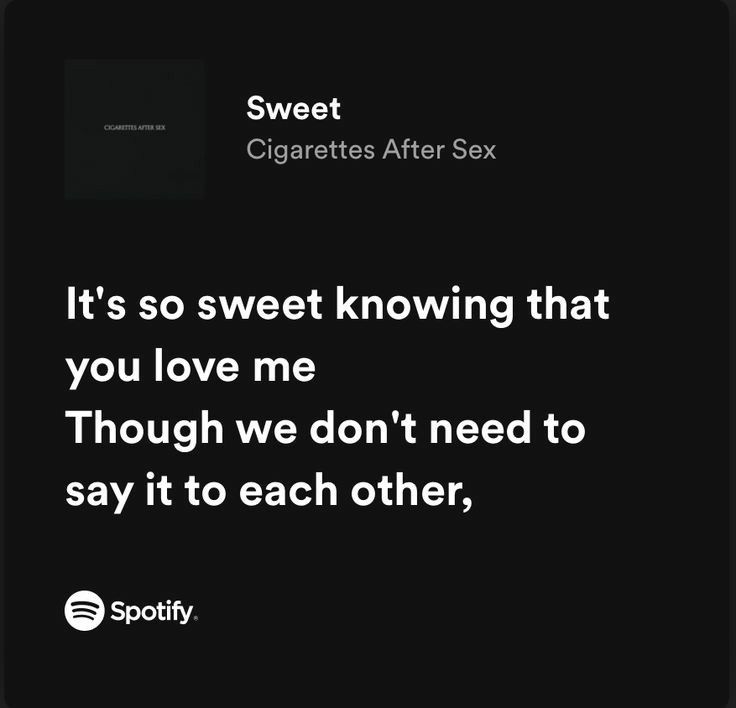 CIGARETTES AFTER SEX
Sweet
Cigarettes After Sex
It's so sweet knowing that
you love me
Though we don't need to
say it to each other,
Spotify®